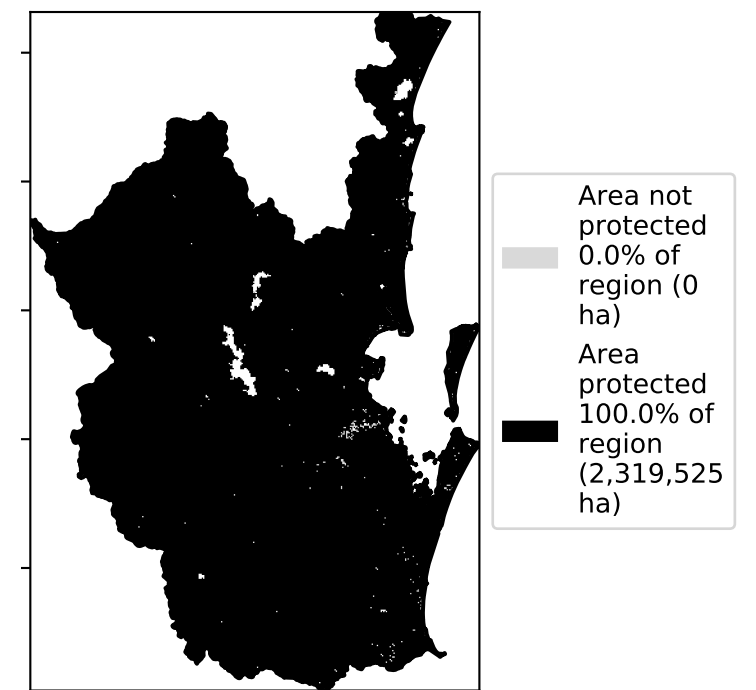 Area not
protected
0.0% of
region (0
ha)
Area
protected
100.0% of
region
(2,319,525
ha)